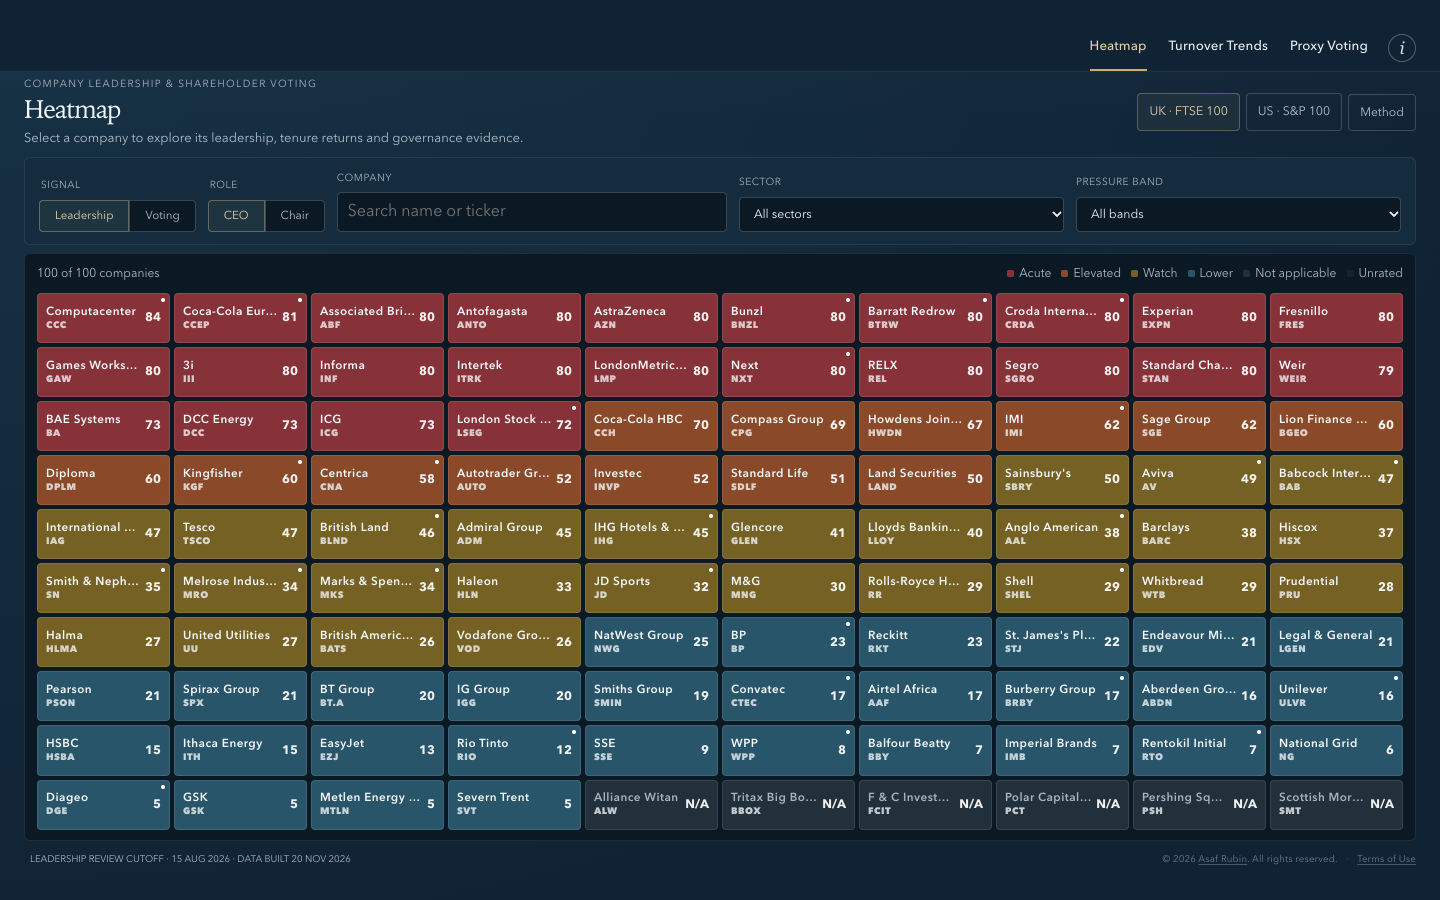 Heatmap Turnover Trends Proxy Voting i
COMPANY LEADERSHIP & SHAREHOLDER VOTING
Heatmap
Select a company to explore its leadership, tenure returns and governance evidence.
UK · FTSE 100 US · S&P 100 Method
SIGNAL ROLE COMPANY SECTOR PRESSURE BAND
Leadership Voting CEO Chair Search name or ticker All sectors All bands
100 of 100 companies
Acute Elevated Watch Lower Not applicable Unrated
Computacenter 84 Coca-Cola Eur... 81 Associated Bri... 80 Antofagasta 80 AstraZeneca 80 Bunzl 80 Barratt Redrow 80 Croda Interna... 80 Experian 80 Fresnillo 80
CCC CCEP ABF ANTO AZN BNZL BTRW CRDA EXPN FRES
Games Works... 80 3i 80 Informa 80 Intertek 80 LondonMetric... 80 Next 80 RELX 80 Segro 80 Standard Cha... 80 Weir 79
GAW III INF ITRK LMP NXT REL SGRO STAN WEIR
BAE Systems 73 DCC Energy 73 ICG 73 London Stock ... 72 Coca-Cola HBC 70 Compass Group 69 Howdens Join... 67 IMI 62 Sage Group 62 Lion Finance ... 60
BA DCC ICG LSEG CCH CPG HWDN IMI SGE BGEO
Diploma 60 Kingfisher 60 Centrica 58 Autotrader Gr... 52 Investec 52 Standard Life 51 Land Securities 50 Sainsbury's 50 Aviva 49 Babcock Inter... 47
DPLM KGF CNA AUTO INVP SDLF LAND SBRY AV BAB
International ... 47 Tesco 47 British Land 46 Admiral Group 45 IHG Hotels & ... 45 Glencore 41 Lloyds Bankin... 40 Anglo American 38 Barclays 38 Hiscox 37
IAG TSCO BLND ADM IHG GLEN LLOY AAL BARC HSX
Smith & Neph... 35 Melrose Indus... 34 Marks & Spen... 34 Haleon 33 JD Sports 32 M&G 30 Rolls-Royce H... 29 Shell 29 Whitbread 29 Prudential 28
SN MRO MKS HLN JD MNG RR SHEL WTB PRU
Halma 27 United Utilities 27 British Americ... 26 Vodafone Gro... 26 NatWest Group 25 BP 23 Reckitt 23 St. James's Pl... 22 Endeavour Mi... 21 Legal & General 21
HLMA UU BATS VOD NWG BP RKT STJ EDV LGEN
Pearson 21 Spirax Group 21 BT Group 20 IG Group 20 Smiths Group 19 Convatec 17 Airtel Africa 17 Burberry Group 17 Aberdeen Gro... 16 Unilever 16
PSON SPX BT.A IGG SMIN CTEC AAF BRBY ABDN ULVR
HSBC 15 Ithaca Energy 15 EasyJet 13 Rio Tinto 12 SSE 9 WPP 8 Balfour Beatty 7 Imperial Brands 7 Rentokil Initial 7 National Grid 6
HSBA ITH EZJ RIO SSE WPP BBY IMB RTO NG
Diageo 5 GSK 5 Metlen Energy ... 5 Severn Trent 5 Alliance Witan N/A Tritax Big Bo... N/A F & C Invest... N/A Polar Capital... N/A Pershing Sq... N/A Scottish Mor... N/A
DGE GSK MTLN SVT ALW BBOX FCIT PCT PSH SMT
LEADERSHIP REVIEW CUTOFF · 15 AUG 2026 · DATA BUILT 20 NOV 2026
© 2026 Asaf Rubin. All rights reserved. · Terms of Use